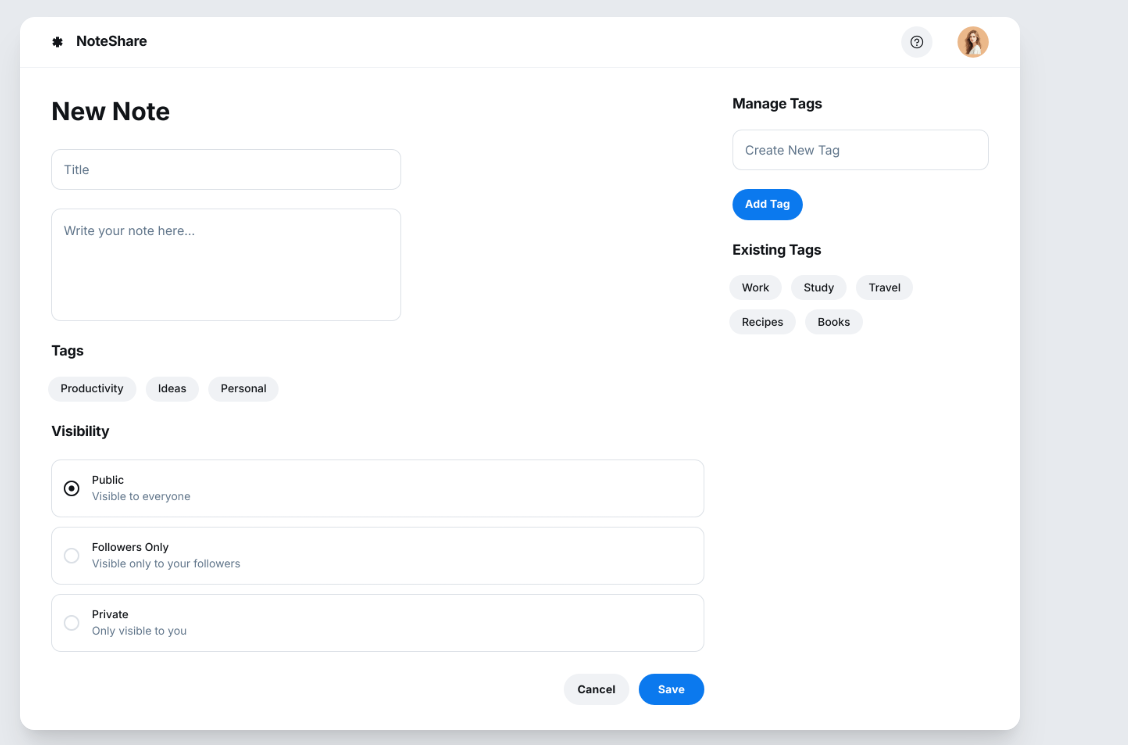 NoteShare
New Note
Title
Write your note here...
Tags
Productivity Ideas Personal
Visibility
Public
Visible to everyone
Followers Only
Visible only to your followers
Private
Only visible to you
Cancel Save
Manage Tags
Create New Tag
Add Tag
Existing Tags
Work Study Travel
Recipes Books